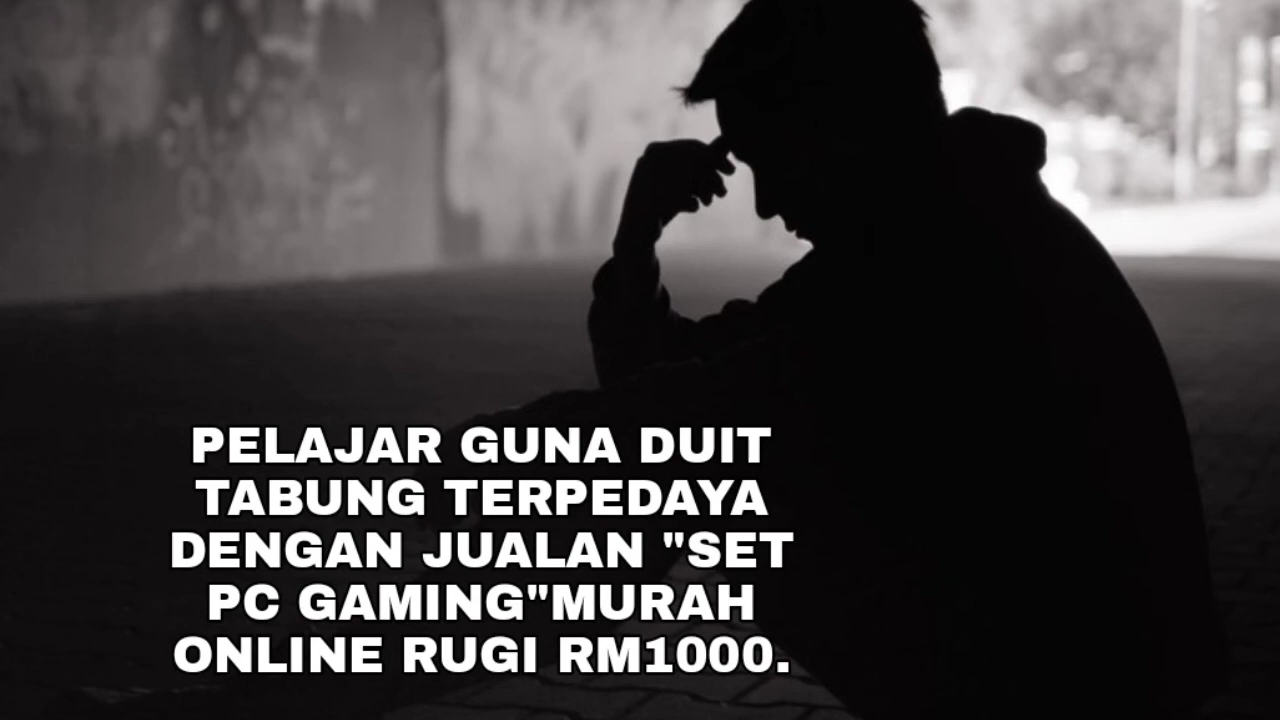 PELAJAR GUNA DUIT
TABUNG TERPEDAYA
DENGAN JUALAN "SET
PC GAMING"MURAH
ONLINE RUGI RM1000.